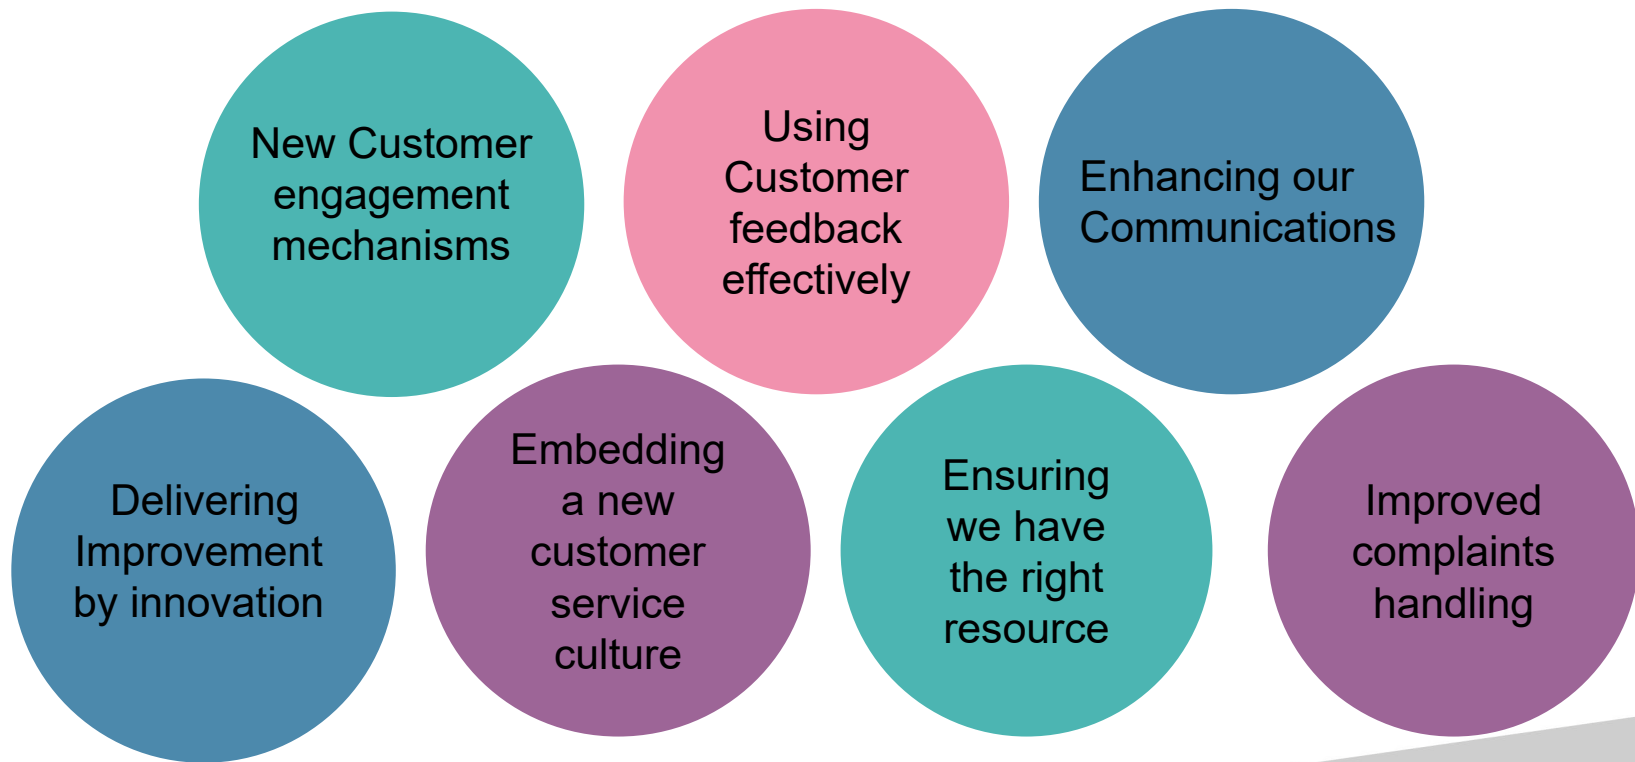 New Customer
engagement
mechanisms
Using
Customer
feedback
effectively
Enhancing our
Communications
Delivering
Improvement
by innovation
Embedding
a new
customer
service
culture
Ensuring
we have
the right
resource
Improved
complaints
handling